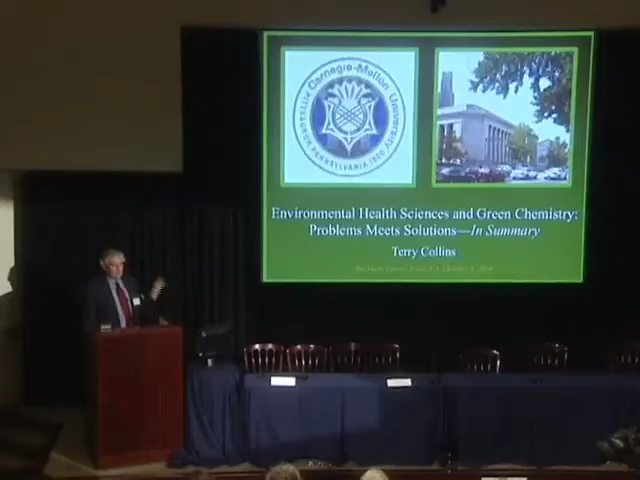 Carnegie-Mellon University
PITTSBURGH, PENNSYLVANIA 1900
Environmental Health Sciences and Green Chemistry:
Problems Meets Solutions—In Summary
Terry Collins